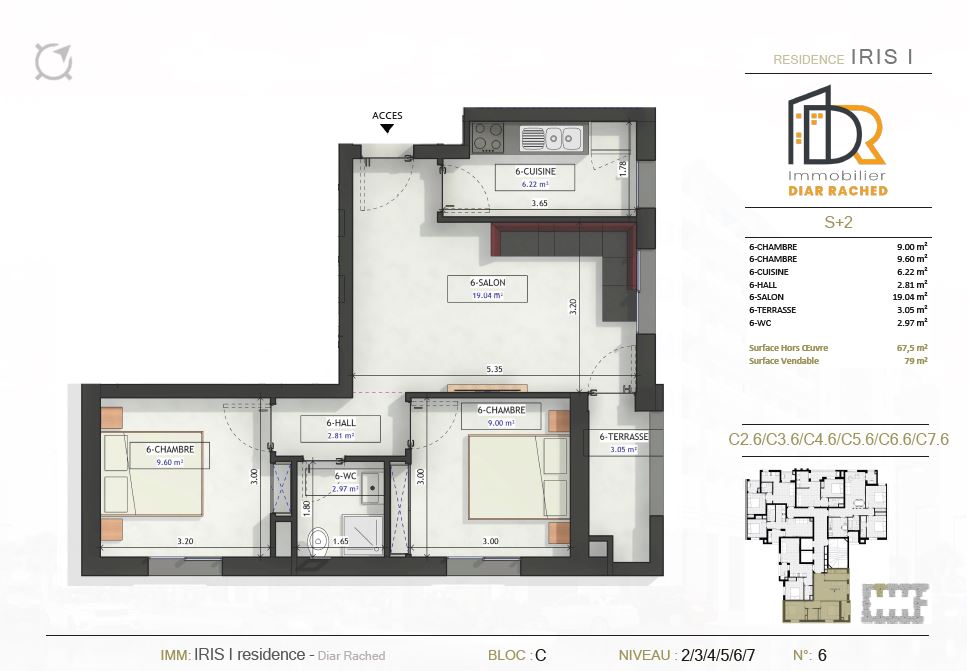 RESIDENCE IRIS I
DR
Immobilier
DIAR RACHED
S+2
6-CHAMBRE 9.00 m²
6-CHAMBRE 9.60 m²
6-CUISINE 6.22 m²
6-HALL 2.81 m²
6-SALON 19.04 m²
6-TERRASSE 3.05 m²
6-WC 2.97 m²
Surface Hors Œuvre 67,5 m²
Surface Vendable 79 m²
C2.6/C3.6/C4.6/C5.6/C6.6/C7.6
ACCES
6-CUISINE
6.22 m²
1.78
3.65
6-SALON
19.04 m²
3.20
5.35
6-HALL
2.81 m²
6-CHAMBRE
9.00 m²
6-TERRASSE
3.05 m²
6-CHAMBRE
9.60 m²
3.00
3.20
6-WC
2.97 m²
1.80
1.65
3.00
3.00
IMM: IRIS I residence - Diar Rached BLOC : C NIVEAU : 2/3/4/5/6/7 N°: 6